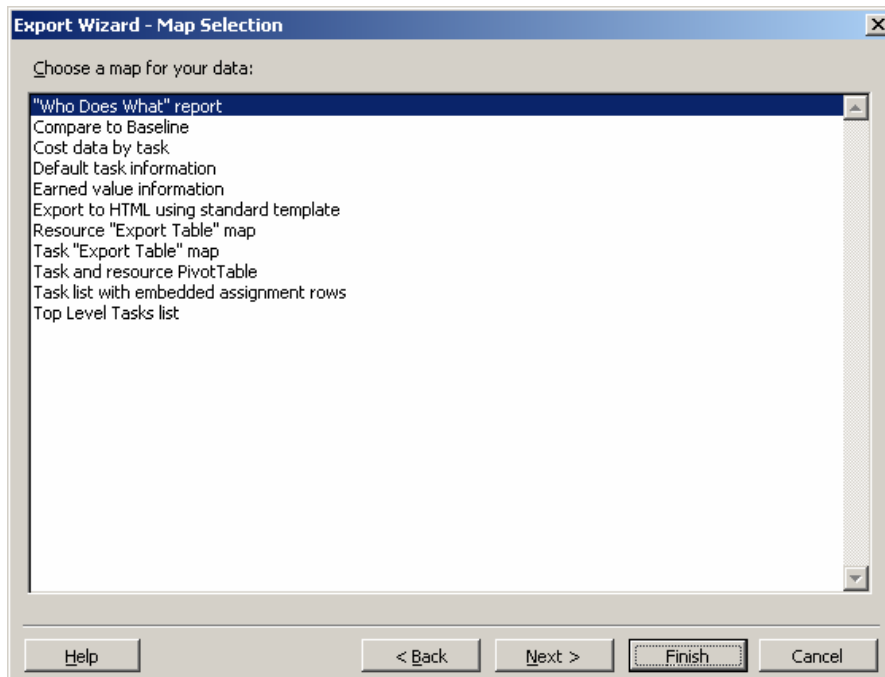 Export Wizard - Map Selection
Choose a map for your data:
"Who Does What" report
Compare to Baseline
Cost data by task
Default task information
Earned value information
Export to HTML using standard template
Resource "Export Table" map
Task "Export Table" map
Task and resource PivotTable
Task list with embedded assignment rows
Top Level Tasks list
Help
< Back
Next >
Finish
Cancel